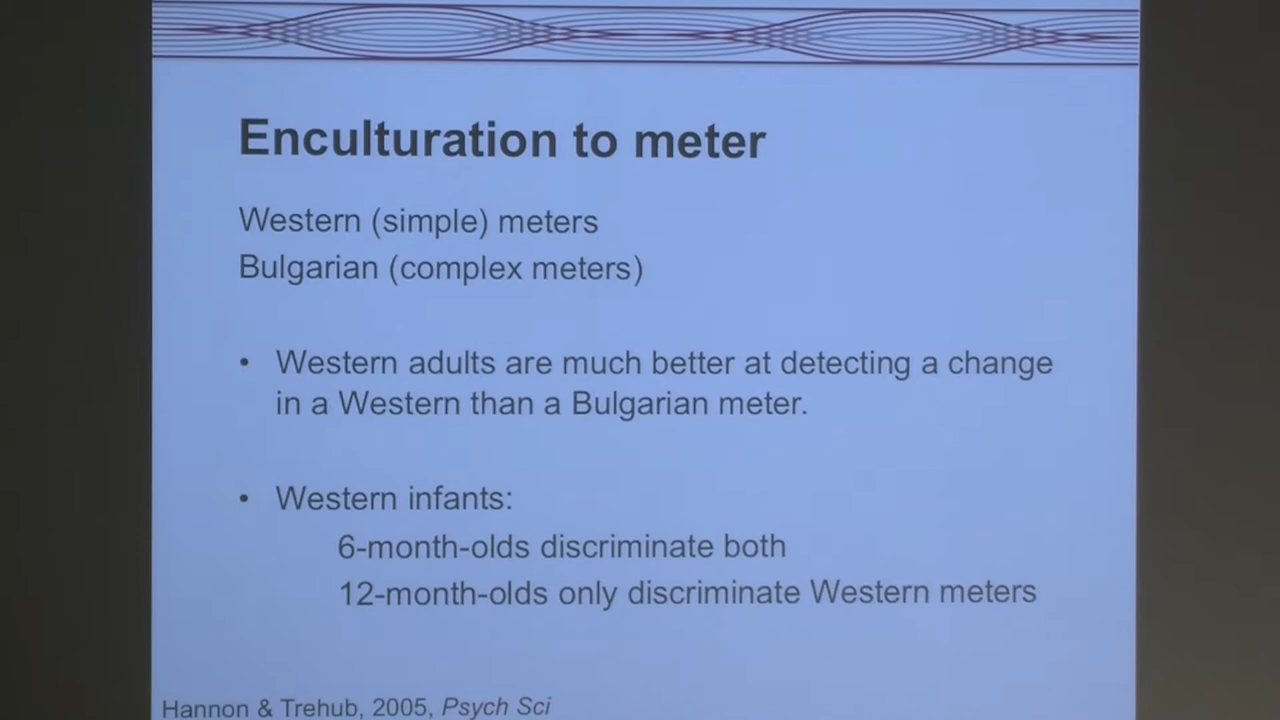 Enculturation to meter
Western (simple) meters
Bulgarian (complex meters)
• Western adults are much better at detecting a change
in a Western than a Bulgarian meter.
• Western infants:
6-month-olds discriminate both
12-month-olds only discriminate Western meters
Hannon & Trehub, 2005, Psych Sci